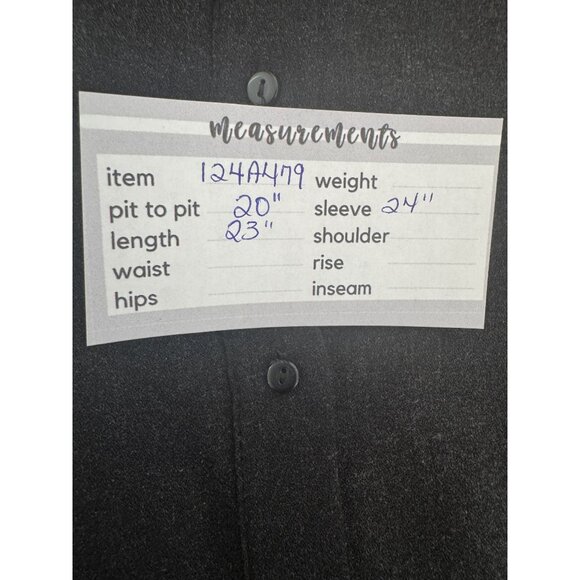 measurements
item 124A479 weight
pit to pit 20" sleeve 24"
length 23" shoulder
waist rise
hips inseam